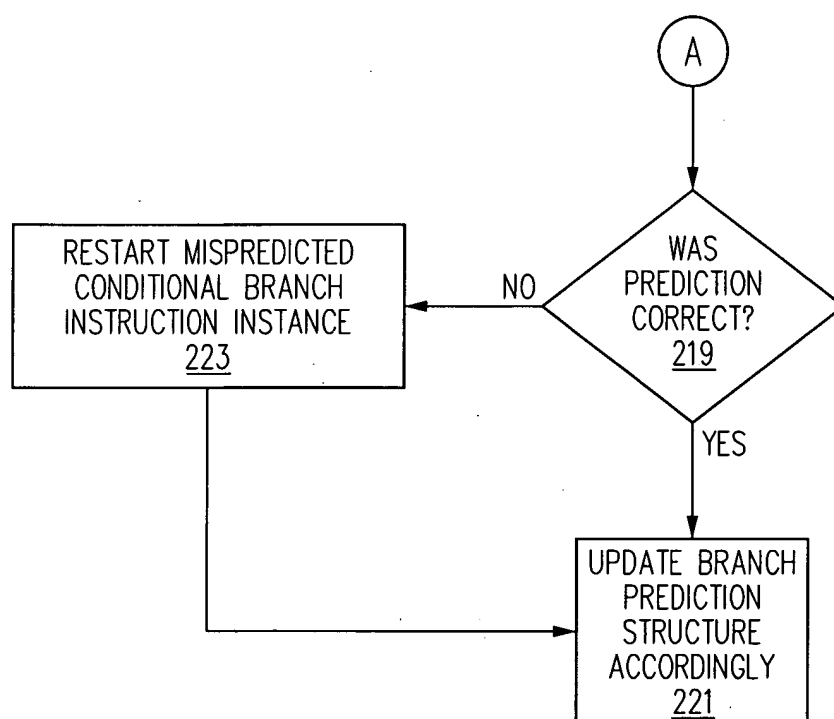 A
WAS
PREDICTION
CORRECT?
219
NO
YES
RESTART MISPREDICTED
CONDITIONAL BRANCH
INSTRUCTION INSTANCE
223
UPDATE BRANCH
PREDICTION
STRUCTURE
ACCORDINGLY
221